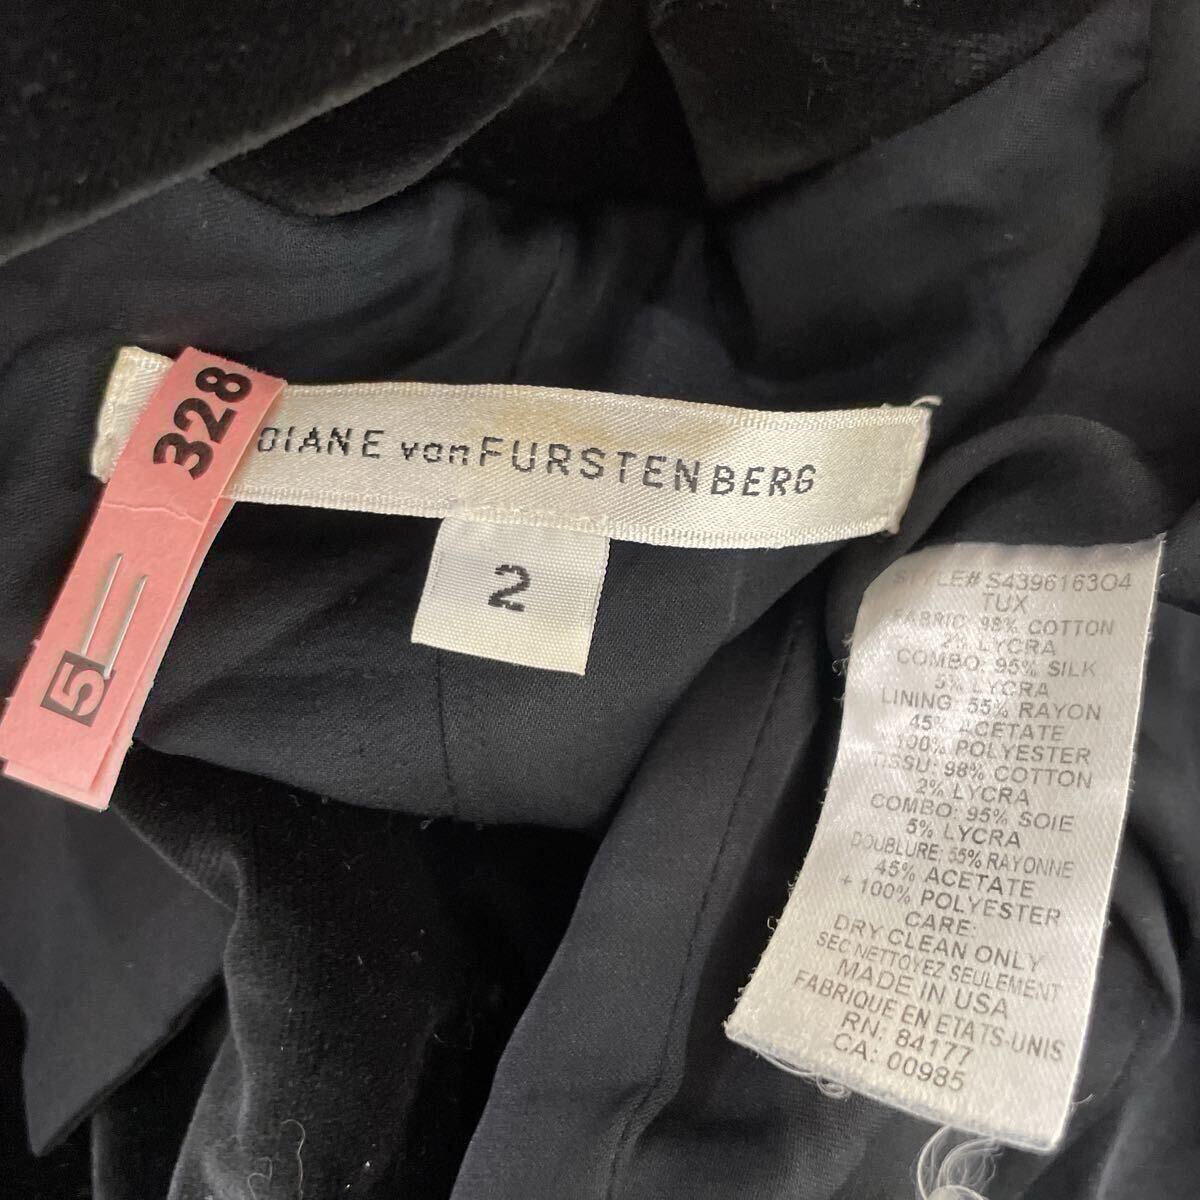 328
5
DIANE von FURSTENBERG
2
STYLE# S439616304
TUX
FABRIC: 98% COTTON
2% LYCRA
COMBO: 95% SILK
5% LYCRA
LINING: 55% RAYON
45% ACETATE
100% POLYESTER
TISSU: 98% COTTON
2% LYCRA
COMBO: 95% SOIE
5% LYCRA
DOUBLURE: 55% RAYONNE
45% ACETATE
+ 100% POLYESTER
CARE:
DRY CLEAN ONLY
SEC NETTOYEZ SEULEMENT
MADE IN USA
FABRIQUE EN ETATS-UNIS
RN: 84177
CA: 00985